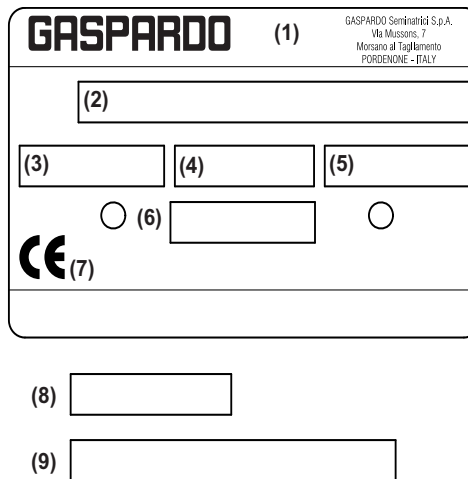 GASPARDO
(1)
GASPARDO Seminatrici S.p.A.
Via Mussons, 7
Morsano al Tagliamento
PORDENONE - ITALY
(2)
(3) (4) (5)
(6)
CE (7)
(8)
(9)